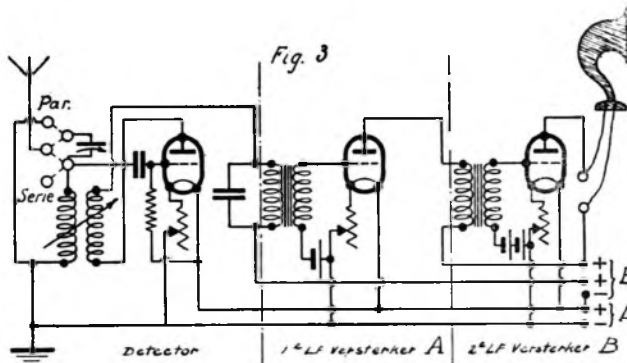 Fig. 3
Par.
Serie
+
+ B
-
+ A
-
Detector
1e LF Versterker A
2e LF Versterker B